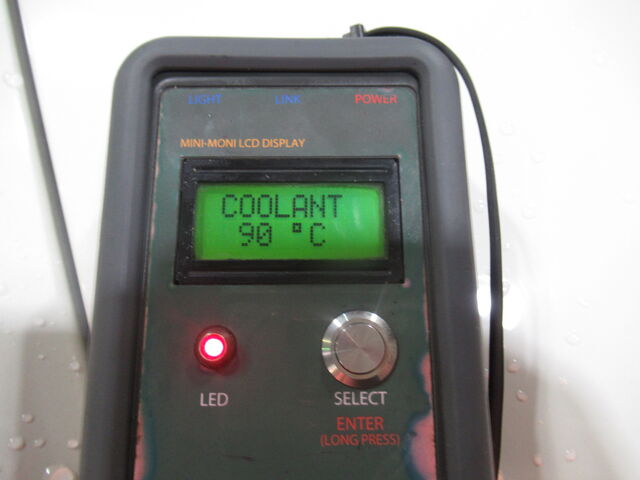 LIGHT LINK POWER
MINI-MONI LCD DISPLAY
COOLANT
90 °C
LED
SELECT
ENTER
(LONG PRESS)